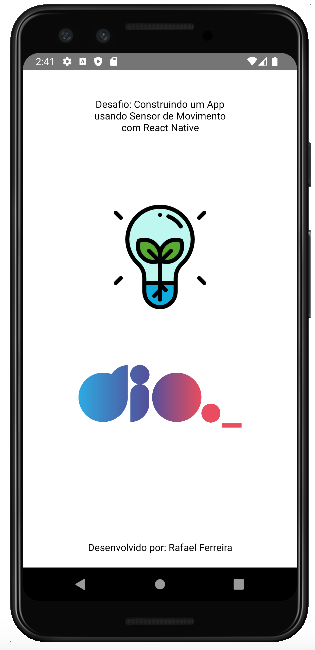 2:41
Desafio: Construindo um App
usando Sensor de Movimento
com React Native
dio._
Desenvolvido por: Rafael Ferreira